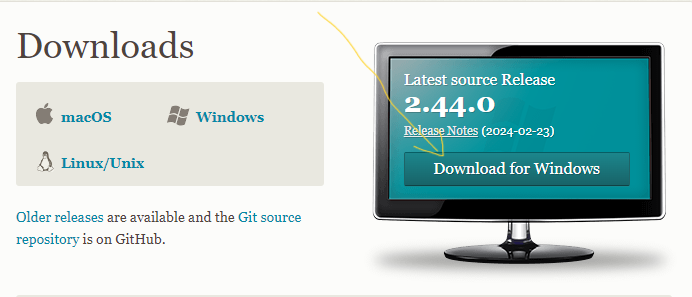 Downloads
macOS
Windows
Linux/Unix
Older releases are available and the Git source
repository is on GitHub.
Latest source Release
2.44.0
Release Notes (2024-02-23)
Download for Windows